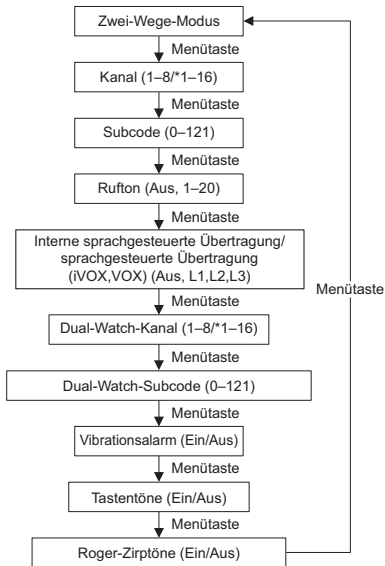 Zwei-Wege-Modus
Menütaste
Kanal (1–8/*1–16)
Menütaste
Subcode (0–121)
Menütaste
Rufton (Aus, 1–20)
Menütaste
Interne sprachgesteuerte Übertragung/
sprachgesteuerte Übertragung
(iVOX,VOX) (Aus, L1,L2,L3)
Menütaste
Menütaste
Dual-Watch-Kanal (1–8/*1–16)
Menütaste
Dual-Watch-Subcode (0–121)
Menütaste
Vibrationsalarm (Ein/Aus)
Menütaste
Tastentöne (Ein/Aus)
Menütaste
Roger-Zirptöne (Ein/Aus)